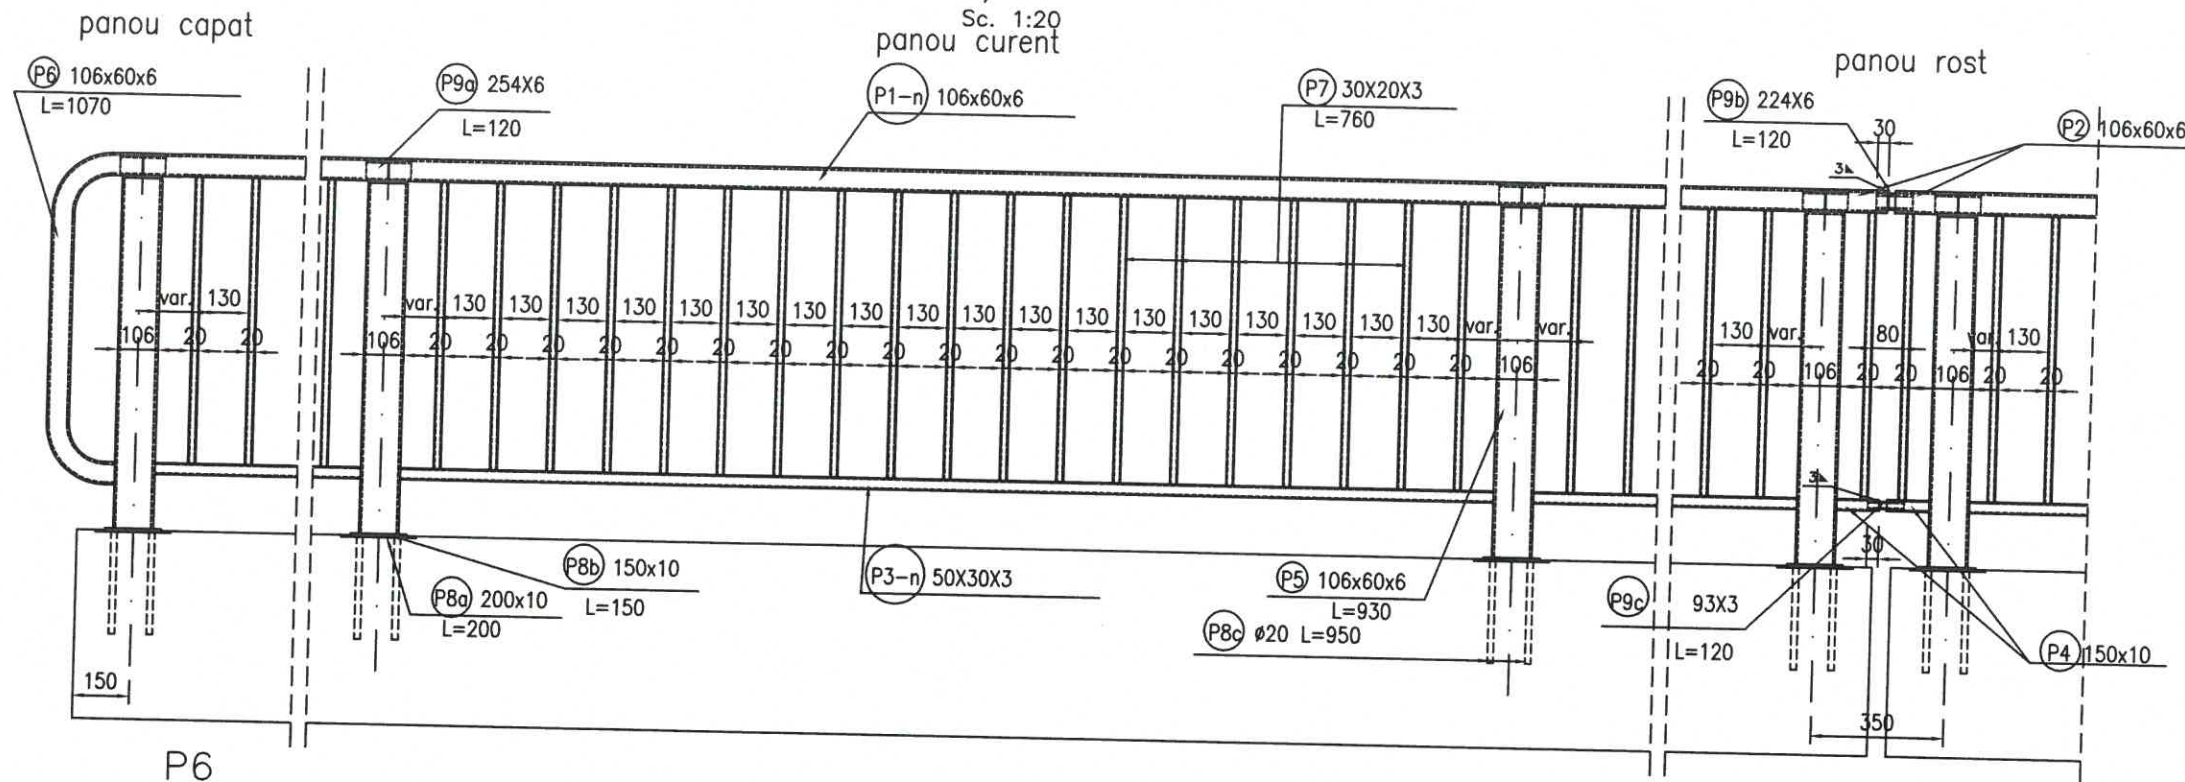 Sc. 1:20
panou capat
panou curent
panou rost
P6 106x60x6
L=1070
P9a 254X6
L=120
P1-n 106x60x6
P7 30X20X3
L=760
P9b 224X6
L=120
30
P2 106x60x6
3
var. 130
var. 130 130 130 130 130 130 130 130 130 130 130 130 130 130 130 130 130 130 var. var.
130 var. 80 var. 130
106 20 20
106 20 20 20 20 20 20 20 20 20 20 20 20 20 20 20 20 20 20 20 106
20 20 106 20 20 106 20 20
3
30
P8b 150x10
L=150
P8a 200x10
L=200
P3-n 50X30X3
P5 106x60x6
L=930
P8c ø20 L=950
P9c 93X3
L=120
P4 150x10
150
350
P6